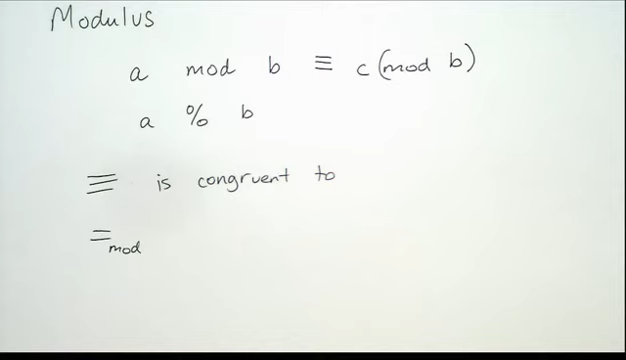 Modulus
a mod b ≡ c (mod b)
a % b
≡ is congruent to
=mod